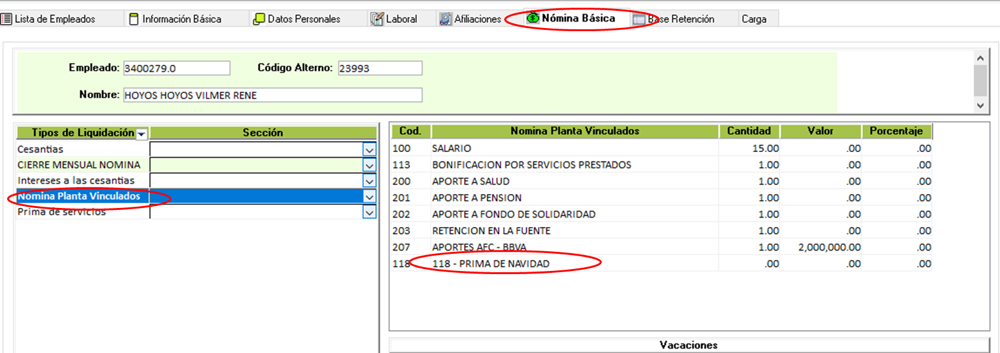 Lista de Empleados Información Básica Datos Personales Laboral Afiliaciones Nómina Básica Base Retención Carga
Empleado: 3400279.0 Código Alterno: 23993
Nombre: HOYOS HOYOS VILMER RENE
Tipos de Liquidación Sección
Cesantias
CIERRE MENSUAL NOMINA
Intereses a las cesantias
Nomina Planta Vinculados
Prima de servicios
Cod. Nomina Planta Vinculados Cantidad Valor Porcentaje
100 SALARIO 15.00 .00 .00
113 BONIFICACION POR SERVICIOS PRESTADOS 1.00 .00 .00
200 APORTE A SALUD 1.00 .00 .00
201 APORTE A PENSION 1.00 .00 .00
202 APORTE A FONDO DE SOLIDARIDAD 1.00 .00 .00
203 RETENCION EN LA FUENTE 1.00 .00 .00
207 APORTES AFC - BBVA 1.00 2,000,000.00 .00
118 118 - PRIMA DE NAVIDAD .00 .00 .00
Vacaciones